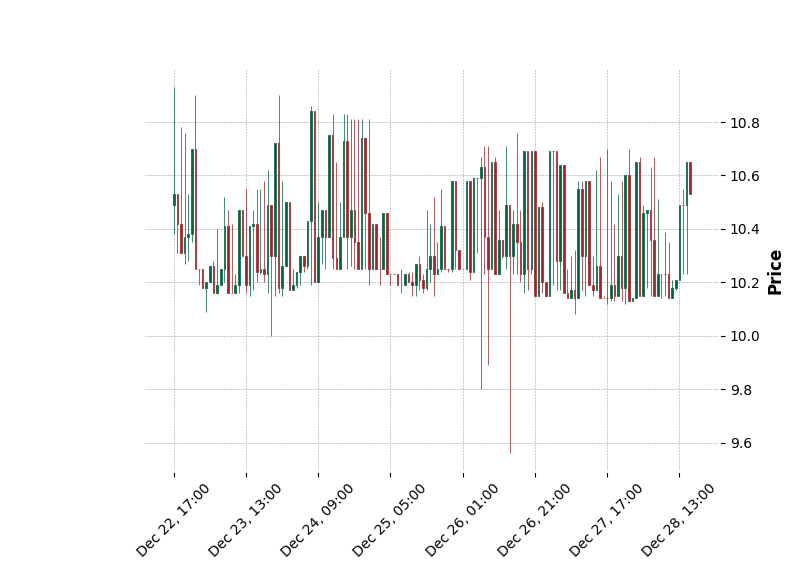 10.8
10.6
10.4
10.2
10.0
9.8
9.6
Price
Dec 22, 17:00
Dec 23, 13:00
Dec 24, 09:00
Dec 25, 05:00
Dec 26, 01:00
Dec 26, 21:00
Dec 27, 17:00
Dec 28, 13:00